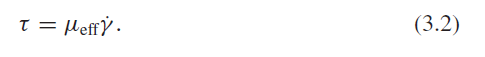 τ = μ_eff γ̇. (3.2)